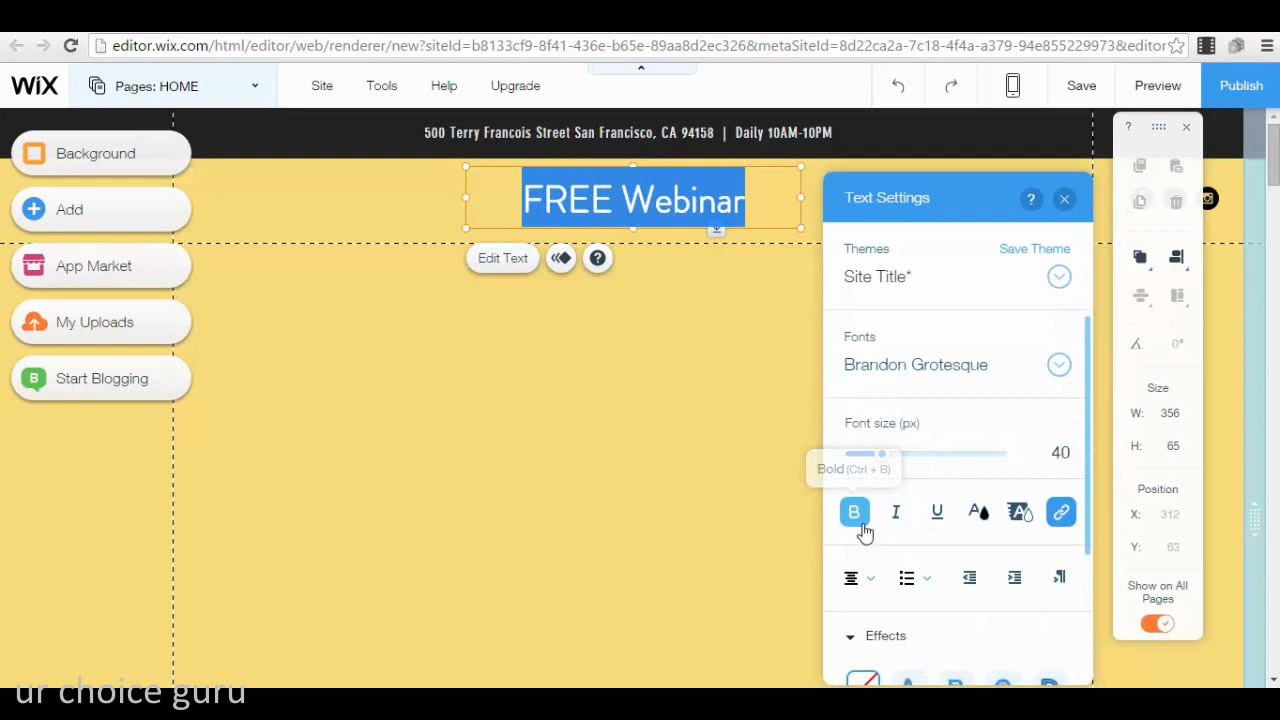 editor.wix.com/html/editor/web/renderer/new?siteId=b8133cf9-8f41-436e-b65e-89aa8d2ec326&metaSiteId=8d22ca2a-7c18-4f4a-a379-94e855229973&editor
WiX
Pages: HOME
Site
Tools
Help
Upgrade
Save
Preview
Publish
500 Terry Francois Street San Francisco, CA 94158 | Daily 10AM-10PM
Background
Add
App Market
My Uploads
Start Blogging
FREE Webinar
Edit Text
?
Text Settings
?
Themes
Save Theme
Site Title*
Fonts
Brandon Grotesque
Font size (px)
40
Bold (Ctrl + B)
B
I
U
A
A
Effects
?
0°
Size
W: 356
H: 65
Position
X: 312
Y: 63
Show on All
Pages
ur choice guru